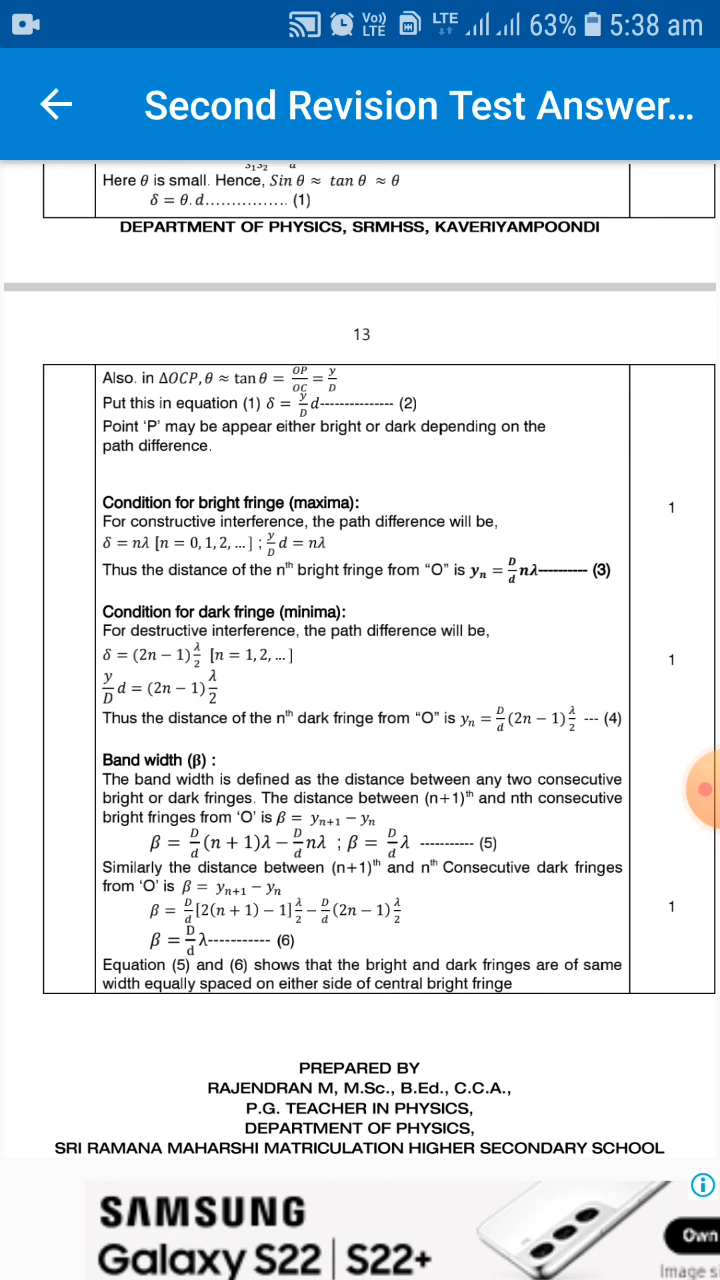 Vo)) LTE LTE 63% 5:38 am
Second Revision Test Answer...
S₁S₂ d
Here θ is small. Hence, Sin θ ≈ tan θ ≈ θ
δ = θ. d................ (1)
DEPARTMENT OF PHYSICS, SRMHSS, KAVERIYAMPOONDI
13
Also. in ΔOCP, θ ≈ tan θ = OP/OC = y/D
Put this in equation (1) δ = y/D d--------------- (2)
Point ‘P’ may be appear either bright or dark depending on the
path difference.
Condition for bright fringe (maxima):
1
For constructive interference, the path difference will be,
δ = nλ [n = 0, 1, 2, ...] ; y/D d = nλ
Thus the distance of the nᵗʰ bright fringe from “O” is yₙ = D/d nλ---------- (3)
Condition for dark fringe (minima):
For destructive interference, the path difference will be,
δ = (2n − 1) λ/2 [n = 1, 2, ...]
1
y/D d = (2n − 1) λ/2
Thus the distance of the nᵗʰ dark fringe from “O” is yₙ = D/d (2n − 1) λ/2 --- (4)
Band width (β) :
The band width is defined as the distance between any two consecutive
bright or dark fringes. The distance between (n+1)ᵗʰ and nth consecutive
bright fringes from ‘O’ is β = yₙ₊₁ − yₙ
β = D/d (n + 1)λ − D/d nλ ; β = D/d λ ----------- (5)
Similarly the distance between (n+1)ᵗʰ and nᵗʰ Consecutive dark fringes
from ‘O’ is β = yₙ₊₁ − yₙ
β = D/d [2(n + 1) − 1] λ/2 − D/d (2n − 1) λ/2
1
β = D/d λ----------- (6)
Equation (5) and (6) shows that the bright and dark fringes are of same
width equally spaced on either side of central bright fringe
PREPARED BY
RAJENDRAN M, M.Sc., B.Ed., C.C.A.,
P.G. TEACHER IN PHYSICS,
DEPARTMENT OF PHYSICS,
SRI RAMANA MAHARSHI MATRICULATION HIGHER SECONDARY SCHOOL
SAMSUNG
Galaxy S22 | S22+
Own
Image s